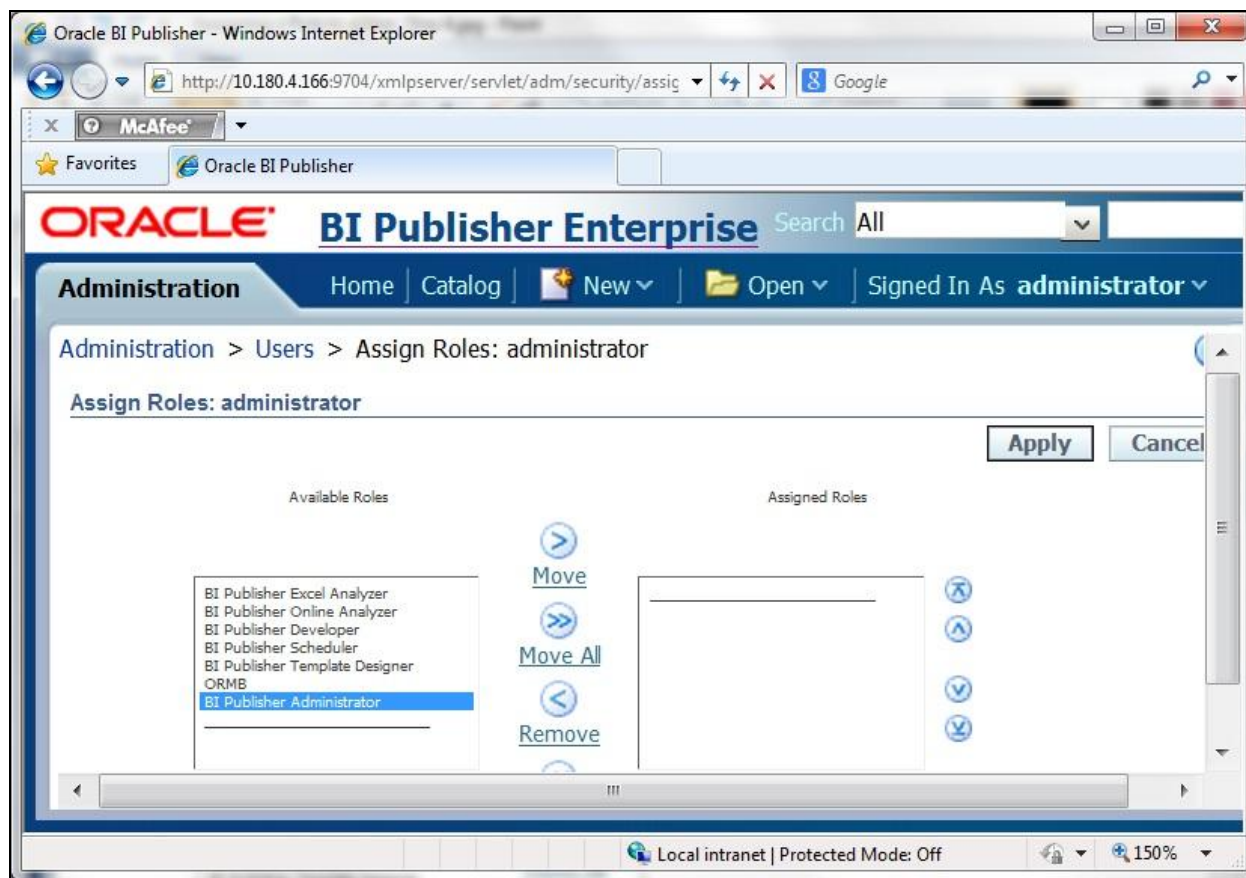 Oracle BI Publisher - Windows Internet Explorer
http://10.180.4.166:9704/xmlpserver/servlet/adm/security/assig
Google
x McAfee
Favorites Oracle BI Publisher
ORACLE BI Publisher Enterprise Search All
Administration Home Catalog New Open Signed In As administrator
Administration > Users > Assign Roles: administrator
Assign Roles: administrator
Apply Cancel
Available Roles Assigned Roles
Move
BI Publisher Excel Analyzer
BI Publisher Online Analyzer
BI Publisher Developer
BI Publisher Scheduler
BI Publisher Template Designer
ORMB
BI Publisher Administrator
Move All
Remove
Local intranet | Protected Mode: Off 150%